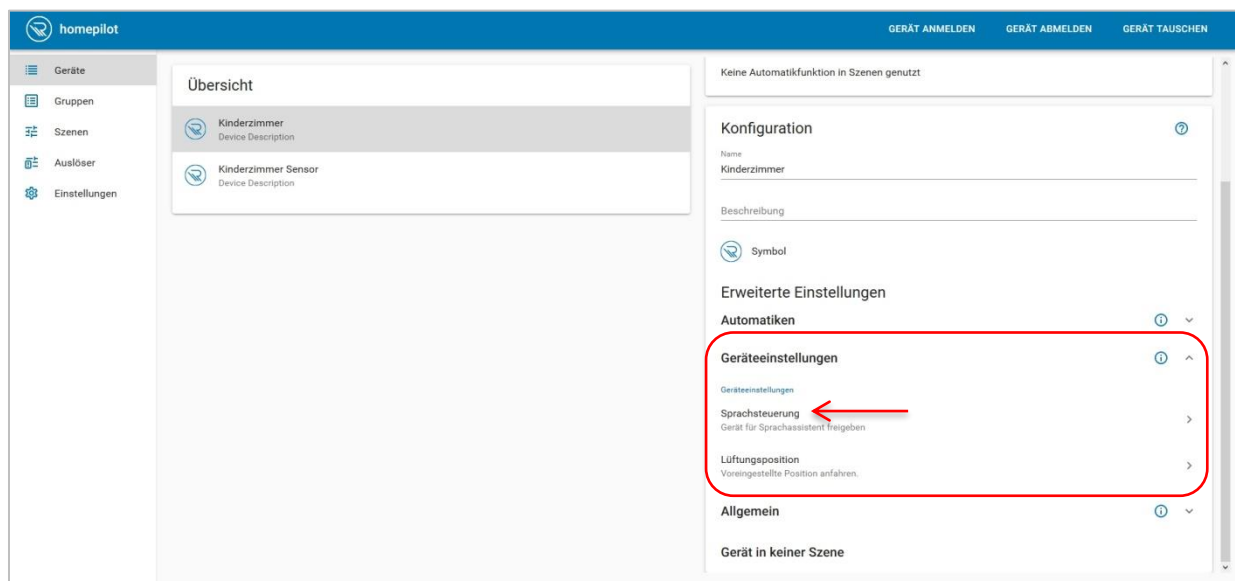 homepilot
GERÄT ANMELDEN
GERÄT ABMELDEN
GERÄT TAUSCHEN
Geräte
Gruppen
Szenen
Auslöser
Einstellungen
Übersicht
Kinderzimmer
Device Description
Kinderzimmer Sensor
Device Description
Keine Automatikfunktion in Szenen genutzt
Konfiguration
Name
Kinderzimmer
Beschreibung
Symbol
Erweiterte Einstellungen
Automatiken
Geräteeinstellungen
Geräteeinstellungen
Sprachsteuerung
Gerät für Sprachassistent freigeben
Lüftungsposition
Voreingestellte Position anfahren.
Allgemein
Gerät in keiner Szene